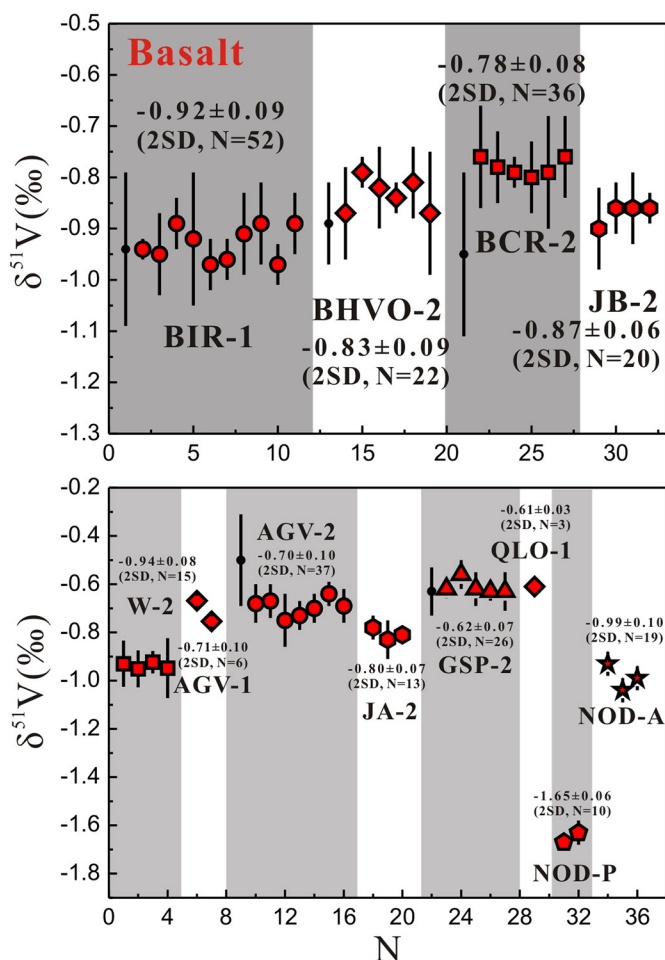 Basalt
-0.92±0.09
(2SD, N=52)
BIR-1
BHVO-2
-0.83±0.09
(2SD, N=22)
-0.78±0.08
(2SD, N=36)
BCR-2
JB-2
-0.87±0.06
(2SD, N=20)
δ⁵¹V(‰)
-0.5
-0.6
-0.7
-0.8
-0.9
-1.0
-1.1
-1.2
-1.3
0 5 10 15 20 25 30
-0.94±0.08
(2SD, N=15)
W-2
-0.71±0.10
(2SD, N=6)
AGV-1
AGV-2
-0.70±0.10
(2SD, N=37)
-0.80±0.07
(2SD, N=13)
JA-2
-0.62±0.07
(2SD, N=26)
GSP-2
-0.61±0.03
(2SD, N=3)
QLO-1
-0.99±0.10
(2SD, N=19)
NOD-A
-1.65±0.06
(2SD, N=10)
NOD-P
δ⁵¹V(‰)
-0.2
-0.4
-0.6
-0.8
-1.0
-1.2
-1.4
-1.6
-1.8
0 4 8 12 16 20 24 28 32 36
N